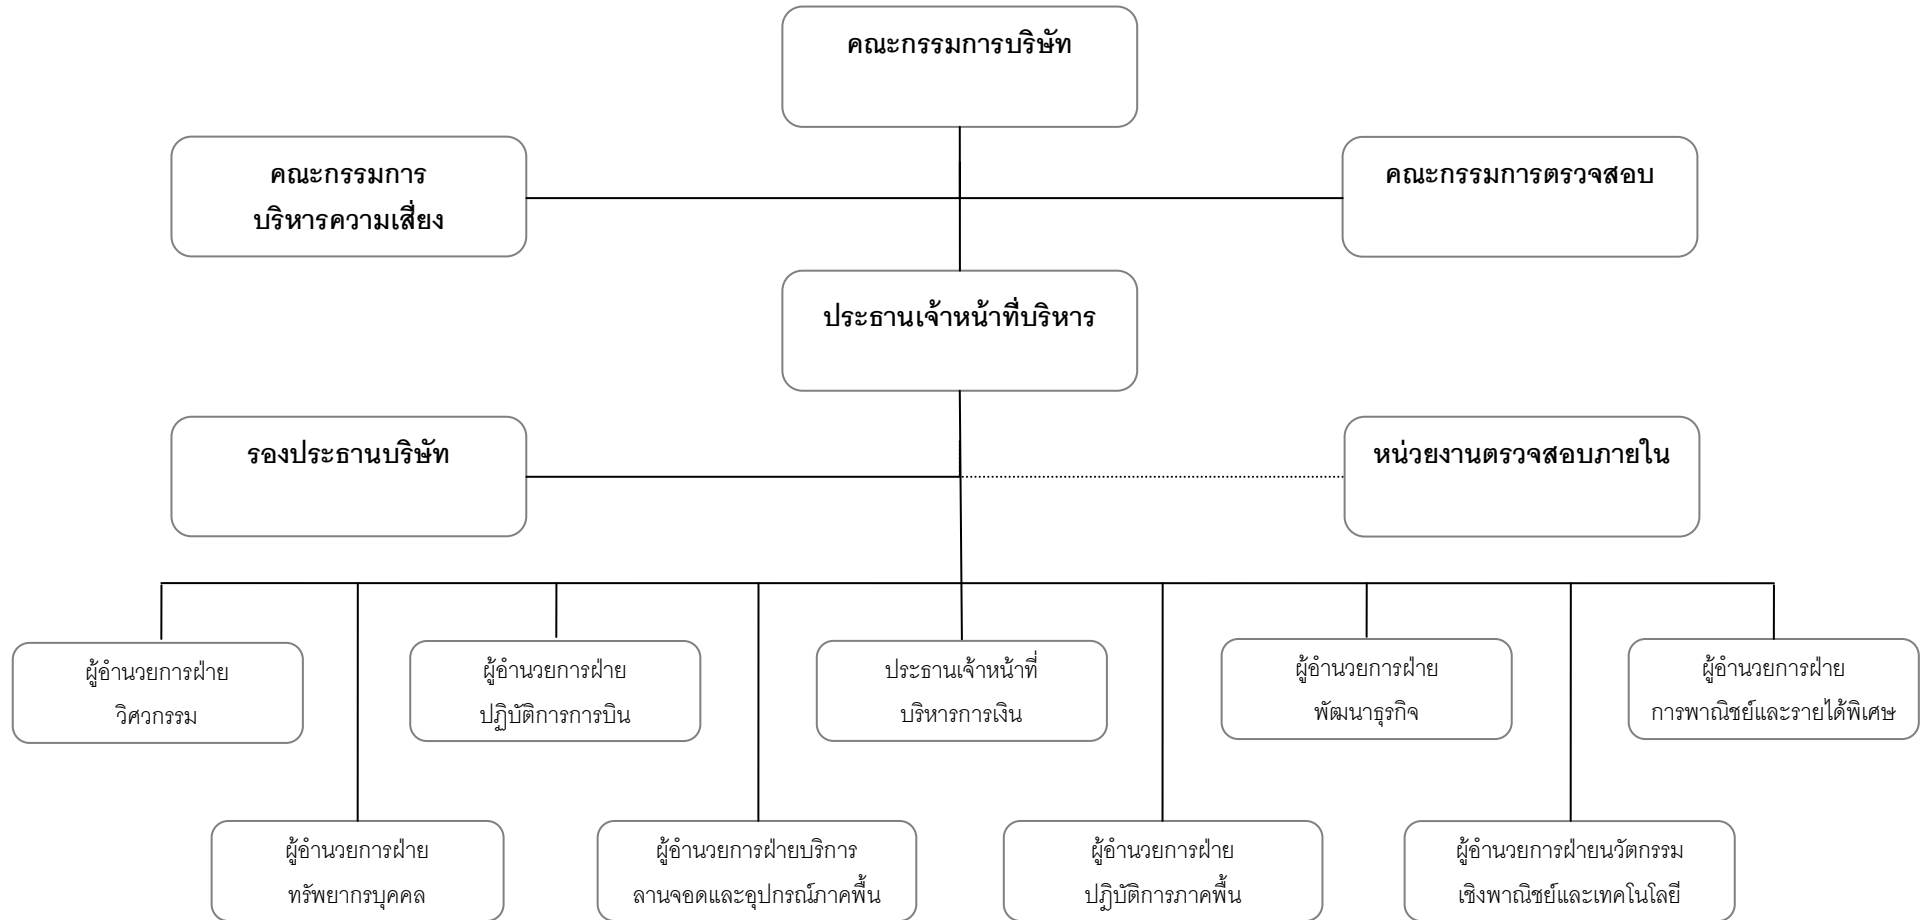 คณะกรรมการบริษัท
คณะกรรมการ
บริหารความเสี่ยง
คณะกรรมการตรวจสอบ
ประธานเจ้าหน้าที่บริหาร
รองประธานบริษัท
หน่วยงานตรวจสอบภายใน
ผู้อำนวยการฝ่าย
วิศวกรรม
ผู้อำนวยการฝ่าย
ปฏิบัติการการบิน
ประธานเจ้าหน้าที่
บริหารการเงิน
ผู้อำนวยการฝ่าย
พัฒนาธุรกิจ
ผู้อำนวยการฝ่าย
การพาณิชย์และรายได้พิเศษ
ผู้อำนวยการฝ่าย
ทรัพยากรบุคคล
ผู้อำนวยการฝ่ายบริการ
ลานจอดและอุปกรณ์ภาคพื้น
ผู้อำนวยการฝ่าย
ปฏิบัติการภาคพื้น
ผู้อำนวยการฝ่ายนวัตกรรม
เชิงพาณิชย์และเทคโนโลยี